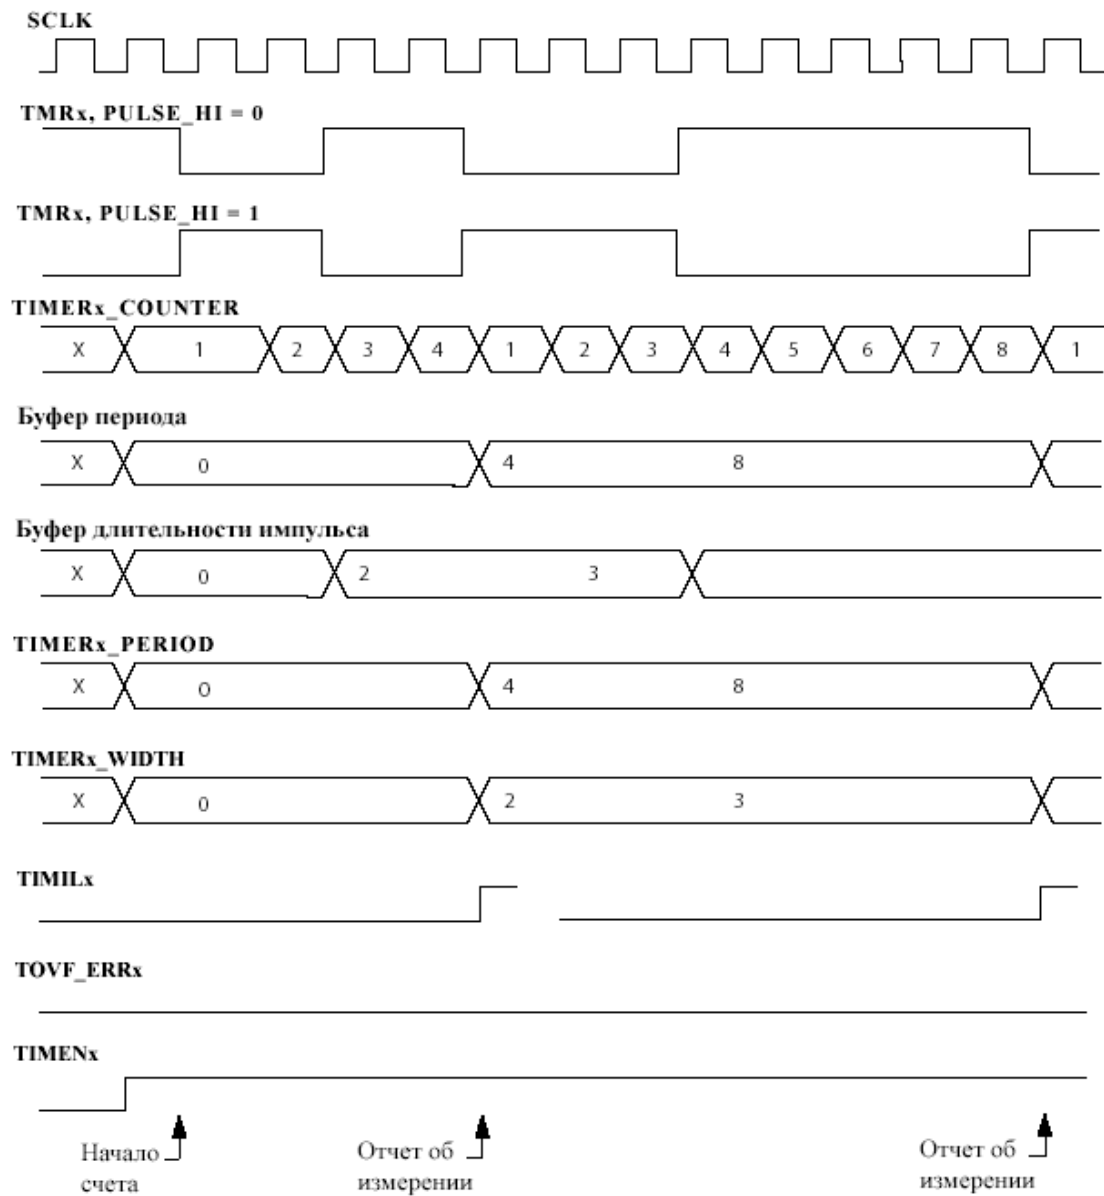 SCLK
TMRx, PULSE_HI = 0
TMRx, PULSE_HI = 1
TIMERx_COUNTER
X 1 2 3 4 1 2 3 4 5 6 7 8 1
Буфер периода
X 0 4 8
Буфер длительности импульса
X 0 2 3
TIMERx_PERIOD
X 0 4 8
TIMERx_WIDTH
X 0 2 3
TIMILx
TOVF_ERRx
TIMENx
Начало счета
Отчет об измерении
Отчет об измерении